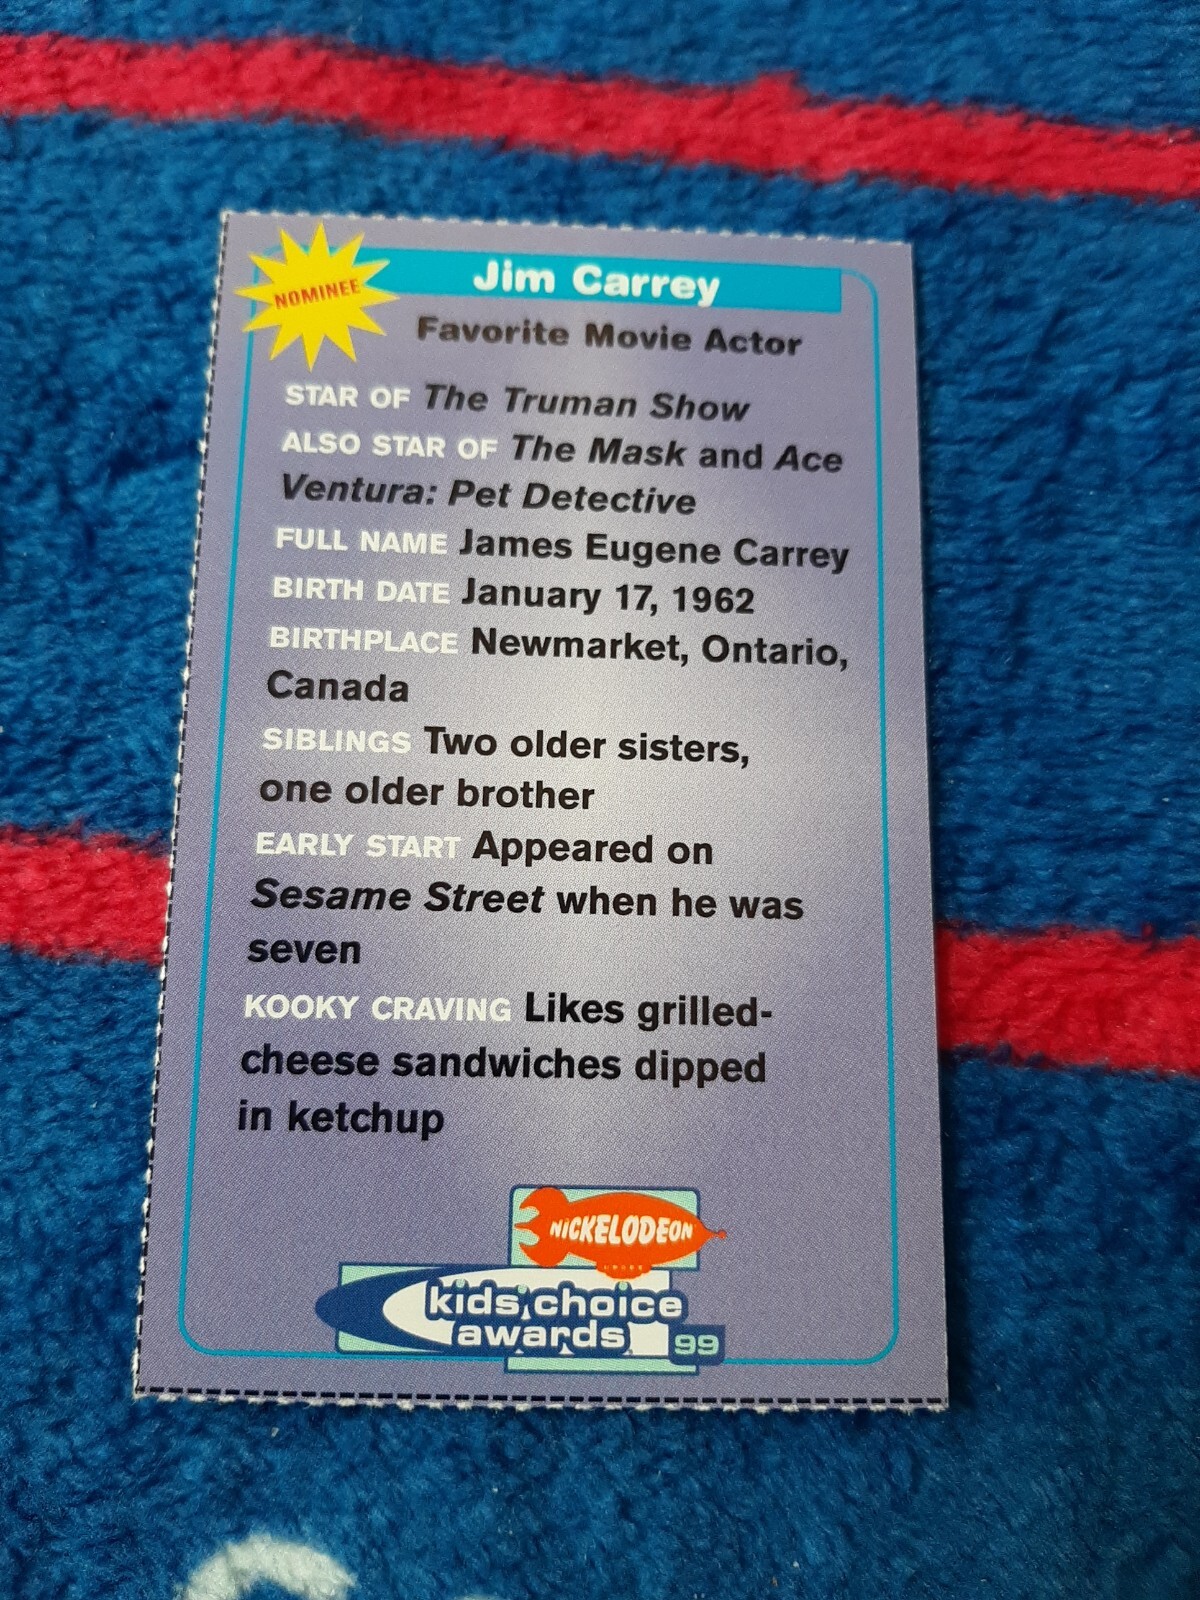 NOMINEE
Jim Carrey
Favorite Movie Actor
STAR OF The Truman Show
ALSO STAR OF The Mask and Ace
Ventura: Pet Detective
FULL NAME James Eugene Carrey
BIRTH DATE January 17, 1962
BIRTHPLACE Newmarket, Ontario,
Canada
SIBLINGS Two older sisters,
one older brother
EARLY START Appeared on
Sesame Street when he was
seven
KOOKY CRAVING Likes grilled-
cheese sandwiches dipped
in ketchup
NICKELODEON
kids' choice
awards 99